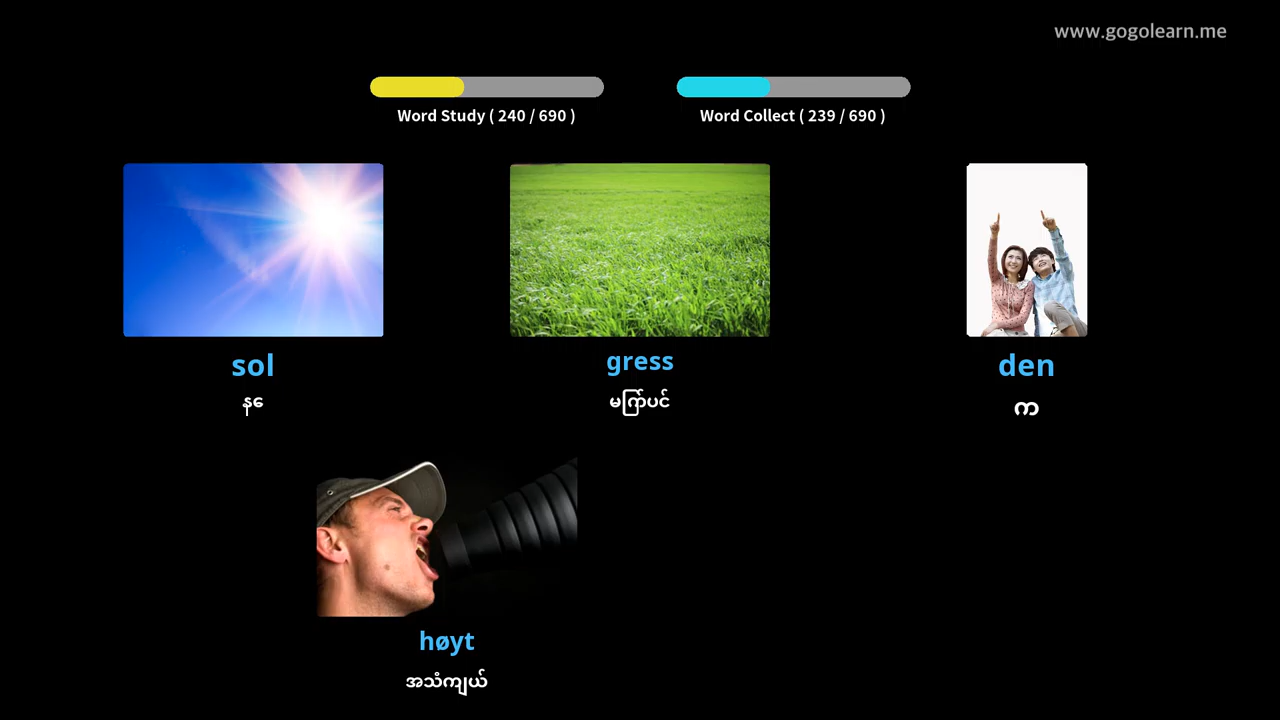 www.gogolearn.me
Word Study ( 240 / 690 )
Word Collect ( 239 / 690 )
sol
နေ
gress
မြက်ပင်
den
က
høyt
အသံကျယ်